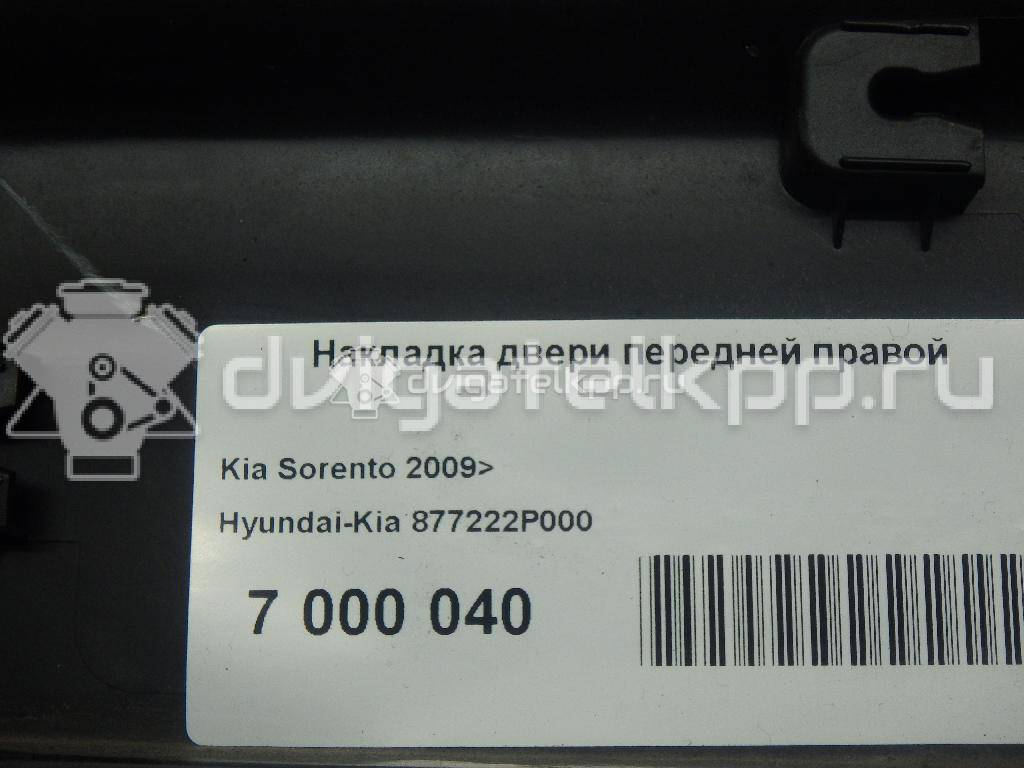 Накладка двери передней правой
dvigatelkpp.ru
dvigatelkpp.ru
Kia Sorento 2009>
Hyundai-Kia 877222P000
7 000 040